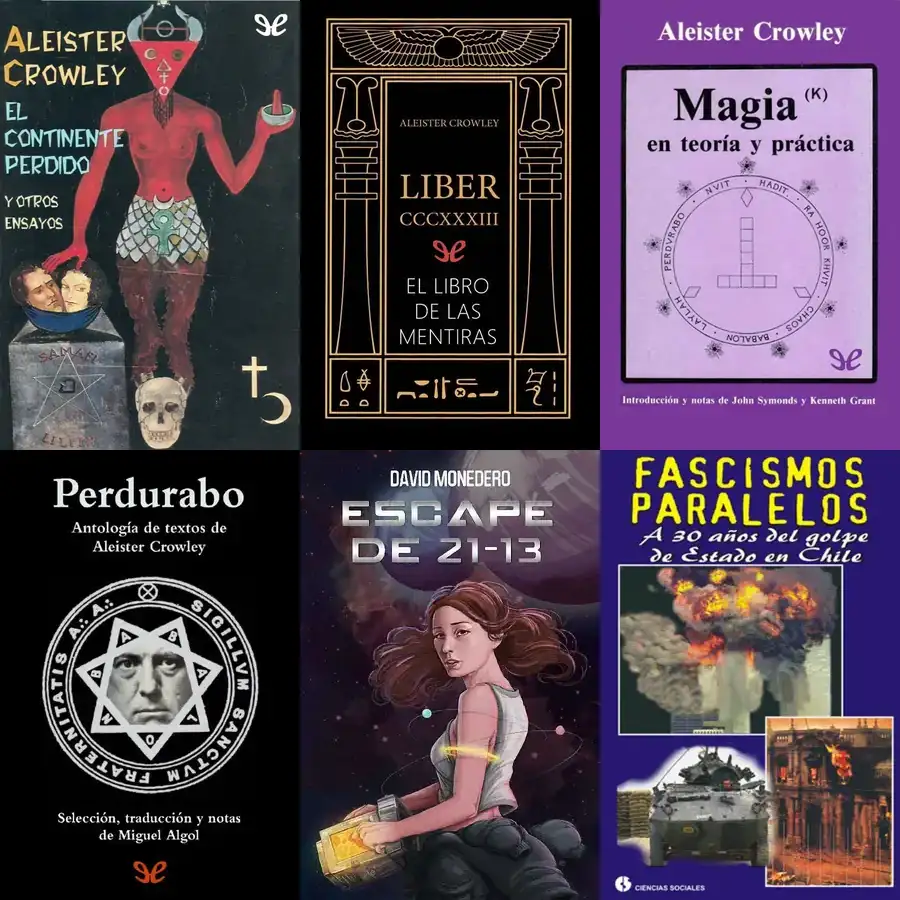 ALEISTER
CROWLEY
EL
CONTINENTE
PERDIDO
Y OTROS
ENSAYOS
SAMAN
LILITH
ALEISTER CROWLEY
LIBER
CCCXXXIII
EL LIBRO
DE LAS
MENTIRAS
Aleister Crowley
Magia (K)
en teoría y práctica
NVIT · HADIT · RA HOOR KHVIT · CHAOS · BABALON · LAYLAH · PERDVRABO
Introducción y notas de John Symonds y Kenneth Grant
Perdurabo
Antología de textos de
Aleister Crowley
SIGILLVM SANCTVM FRATERNITATIS A∴A∴
BABALON
Selección, traducción y notas
de Miguel Algol
DAVID MONEDERO
ESCAPE
DE 21-13
FASCISMOS
PARALELOS
A 30 años del golpe
de Estado en Chile
CIENCIAS SOCIALES